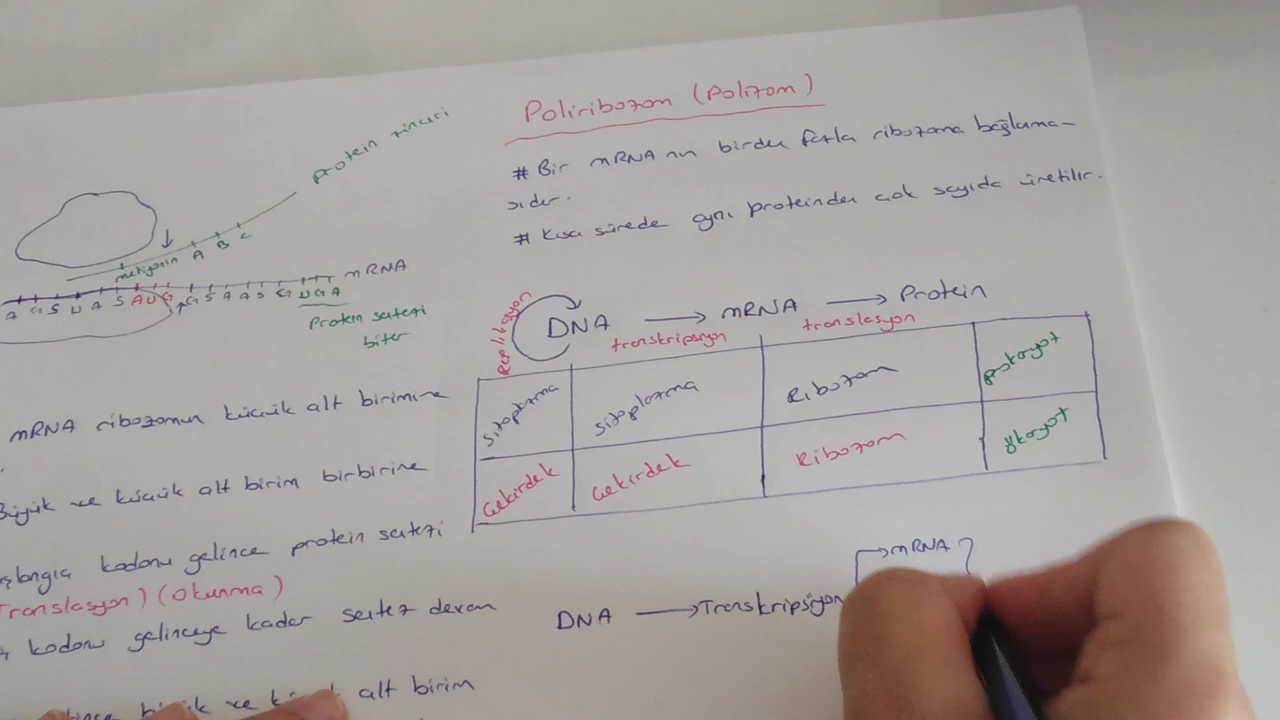 Poliribozom (Polizom)
# Bir mRNA nın birden fazla ribozoma bağlanma-
sıdır.
# Kısa sürede aynı proteinden çok sayıda üretilir.
protein zinciri
metiyonin A B C
mRNA
A G S U A S A U G G S A A S G U G A
Protein sentezi
biter
Replikasyon
DNA → mRNA → Protein
transkripsiyon translasyon
Sitoplazma Sitoplazma Ribozom Prokaryot
Çekirdek Çekirdek Ribozom Ökaryot
mRNA ribozomun küçük alt birimine
Büyük ve küçük alt birim birbirine
kodonu gelince protein sentezi
(Translasyon) (Okunma)
kodonu gelinceye kadar sentez devam
alt birim
mRNA
DNA → Transkripsiyon